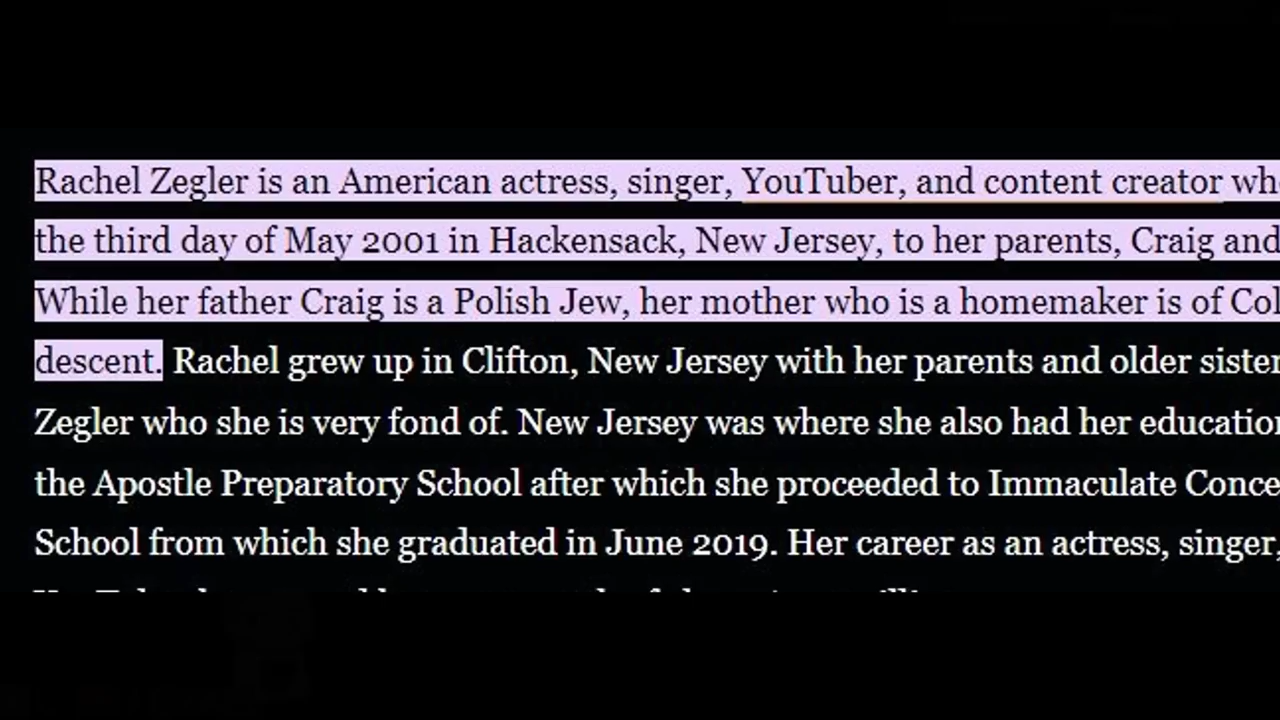 Rachel Zegler is an American actress, singer, YouTuber, and content creator
the third day of May 2001 in Hackensack, New Jersey, to her parents, Craig and
While her father Craig is a Polish Jew, her mother who is a homemaker is of
descent. Rachel grew up in Clifton, New Jersey with her parents and older sister
Zegler who she is very fond of. New Jersey was where she also had her education
the Apostle Preparatory School after which she proceeded to Immaculate
School from which she graduated in June 2019. Her career as an actress, singer,